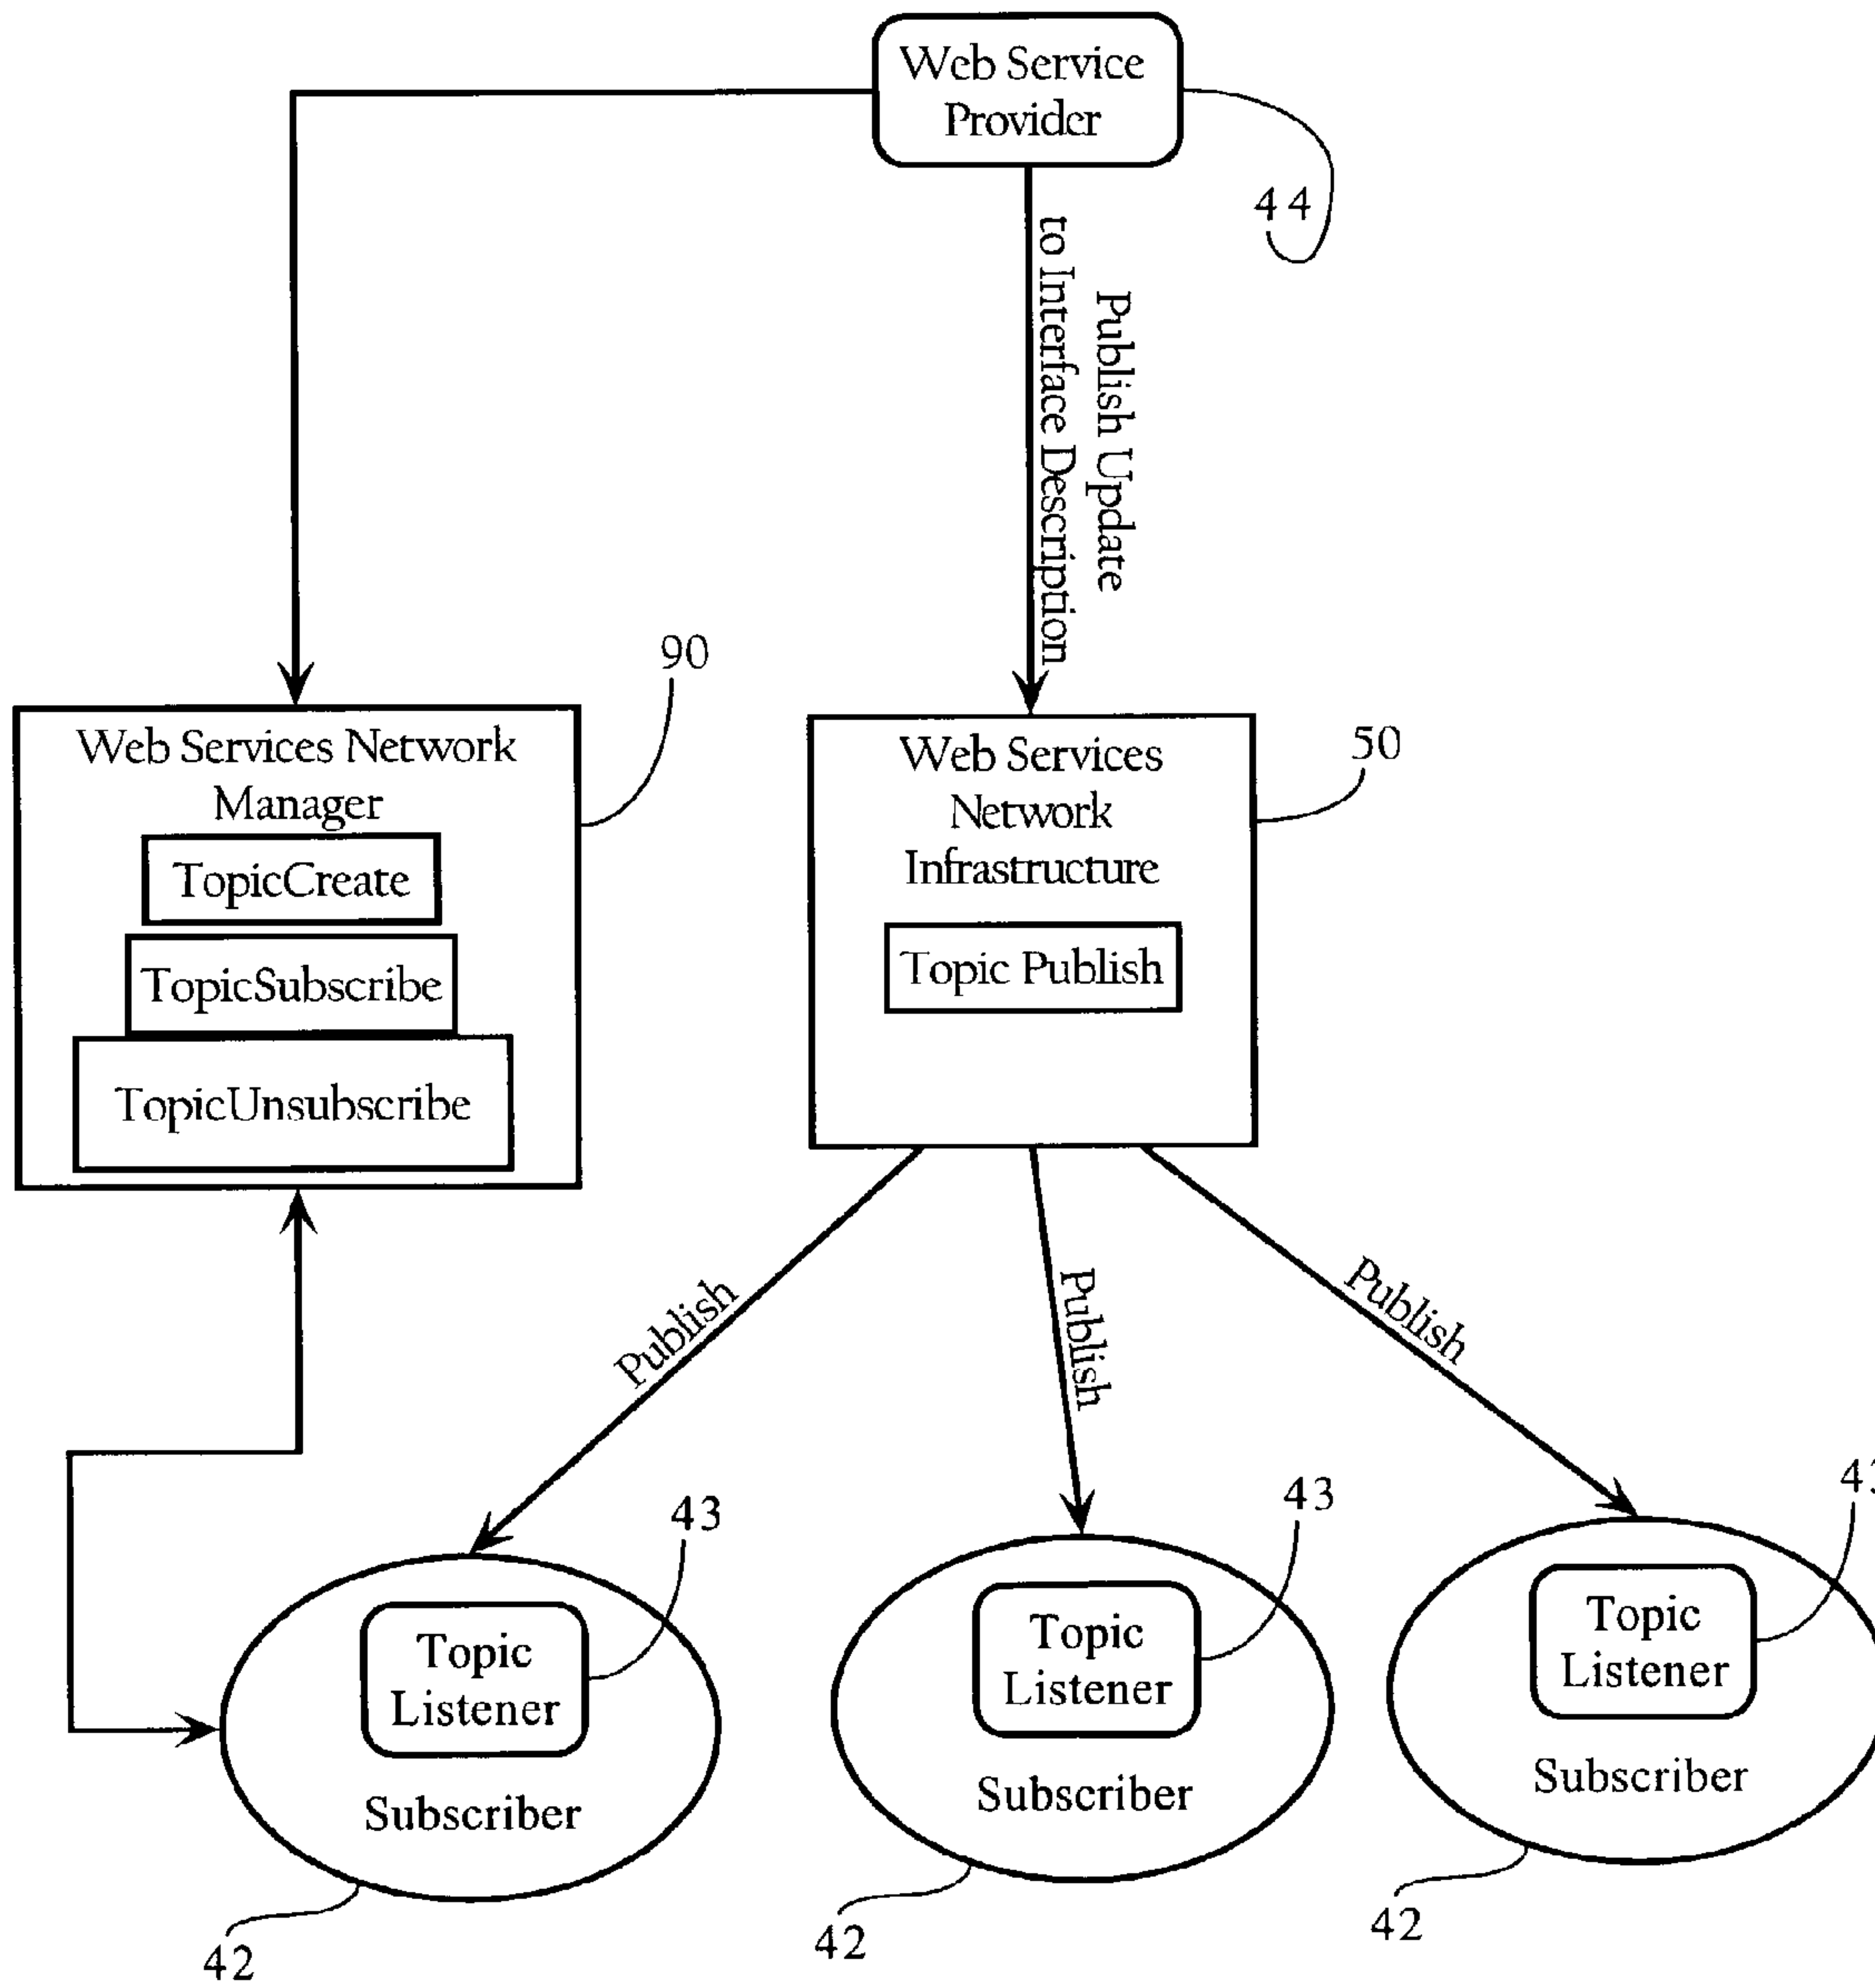 Web Service
Provider
44
Publish Update
to Interface Description
90
Web Services Network
Manager
TopicCreate
TopicSubscribe
TopicUnsubscribe
50
Web Services
Network
Infrastructure
Topic Publish
Publish
Publish
Publish
43
Topic
Listener
Subscriber
42
43
Topic
Listener
Subscriber
42
Topic
Listener
Subscriber
42